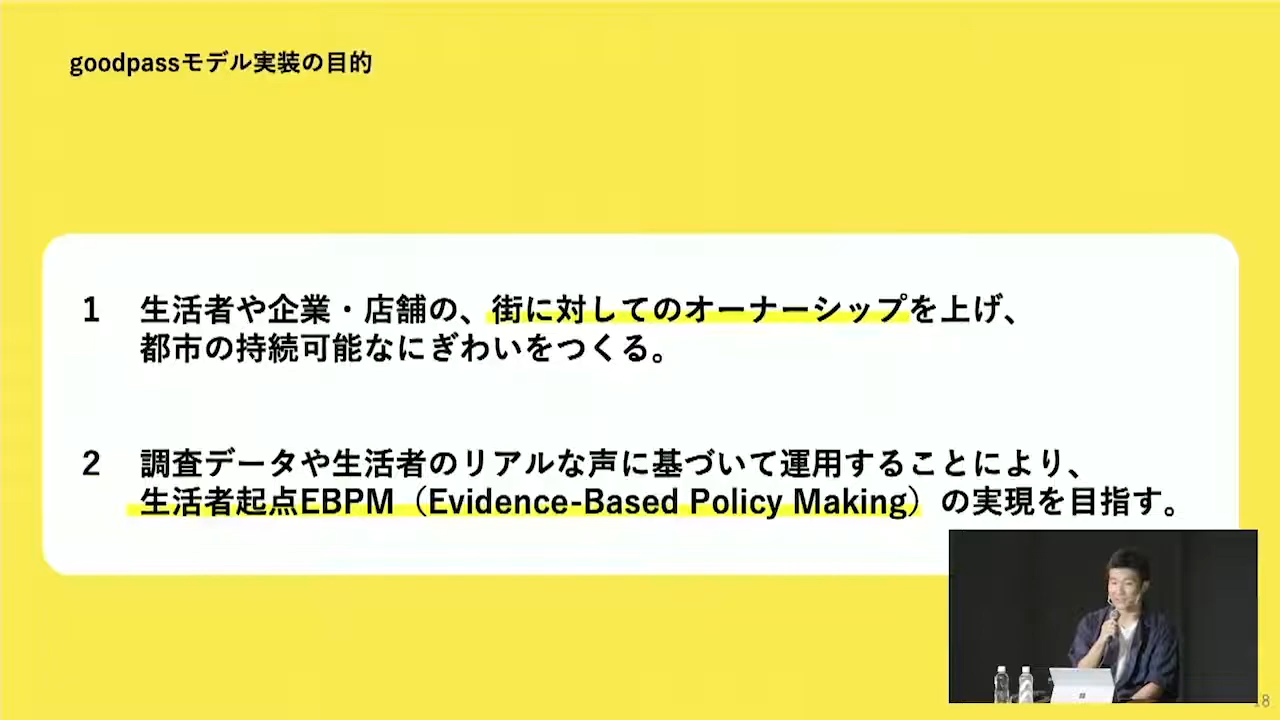 goodpassモデル実装の目的
1 生活者や企業・店舗の、街に対してのオーナーシップを上げ、
都市の持続可能なにぎわいをつくる。
2 調査データや生活者のリアルな声に基づいて運用することにより、
生活者起点EBPM（Evidence-Based Policy Making）の実現を目指す。
18